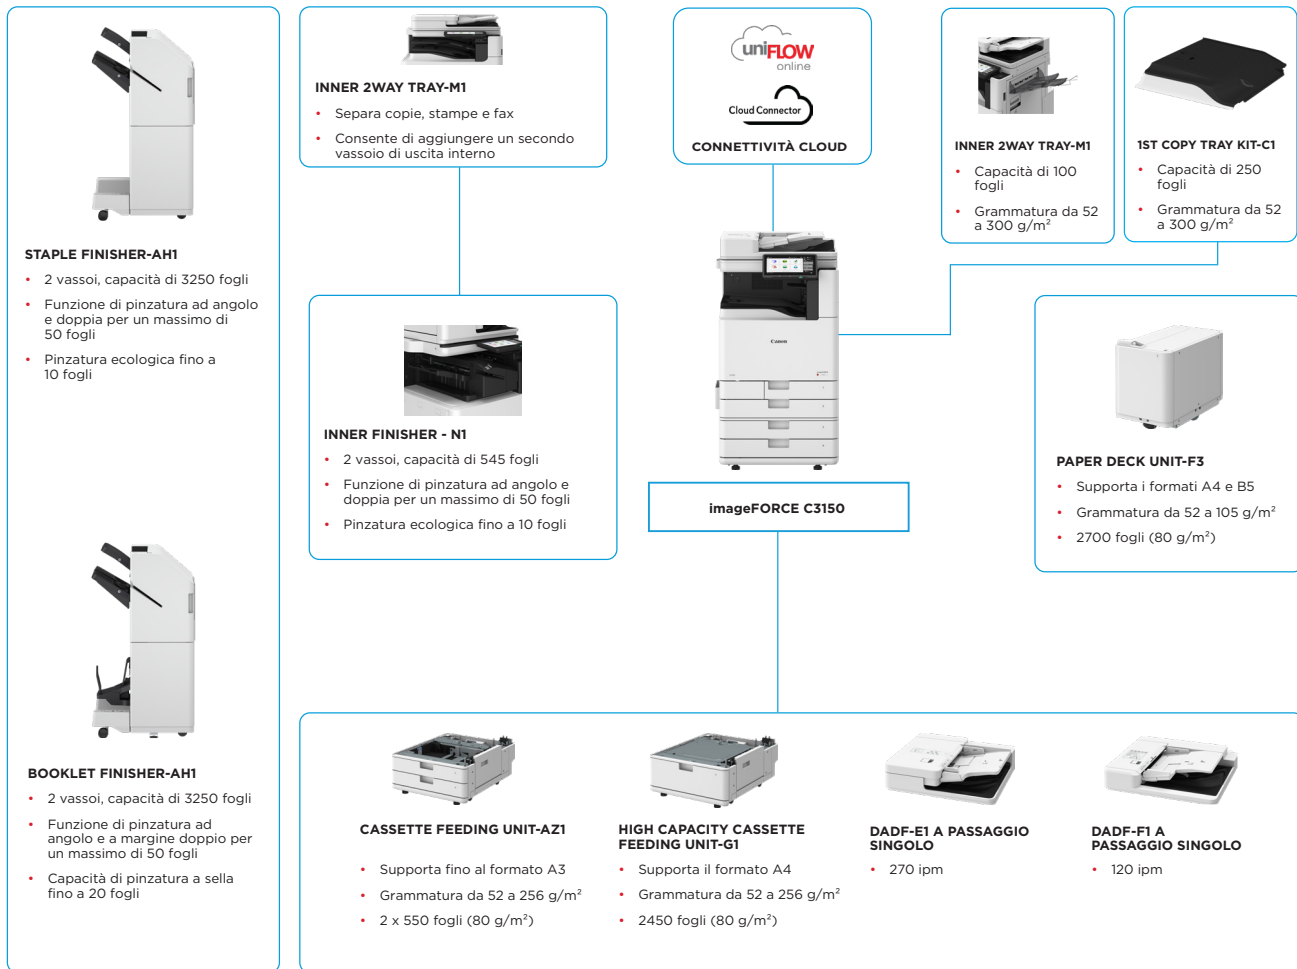 STAPLE FINISHER-AH1
• 2 vassoi, capacità di 3250 fogli
• Funzione di pinzatura ad angolo
e doppia per un massimo di
50 fogli
• Pinzatura ecologica fino a
10 fogli
BOOKLET FINISHER-AH1
• 2 vassoi, capacità di 3250 fogli
• Funzione di pinzatura ad
angolo e a margine doppio per
un massimo di 50 fogli
• Capacità di pinzatura a sella
fino a 20 fogli
INNER 2WAY TRAY-M1
• Separa copie, stampe e fax
• Consente di aggiungere un secondo
vassoio di uscita interno
INNER FINISHER - N1
• 2 vassoi, capacità di 545 fogli
• Funzione di pinzatura ad angolo e
doppia per un massimo di 50 fogli
• Pinzatura ecologica fino a 10 fogli
uniFLOW
online
Cloud Connector
CONNETTIVITÀ CLOUD
Canon
imageFORCE C3150
INNER 2WAY TRAY-M1
• Capacità di 100
fogli
• Grammatura da 52
a 300 g/m²
1ST COPY TRAY KIT-C1
• Capacità di 250
fogli
• Grammatura da 52
a 300 g/m²
PAPER DECK UNIT-F3
• Supporta i formati A4 e B5
• Grammatura da 52 a 105 g/m²
• 2700 fogli (80 g/m²)
CASSETTE FEEDING UNIT-AZ1
• Supporta fino al formato A3
• Grammatura da 52 a 256 g/m²
• 2 x 550 fogli (80 g/m²)
HIGH CAPACITY CASSETTE
FEEDING UNIT-G1
• Supporta il formato A4
• Grammatura da 52 a 256 g/m²
• 2450 fogli (80 g/m²)
DADF-E1 A PASSAGGIO
SINGOLO
• 270 ipm
DADF-F1 A
PASSAGGIO SINGOLO
• 120 ipm